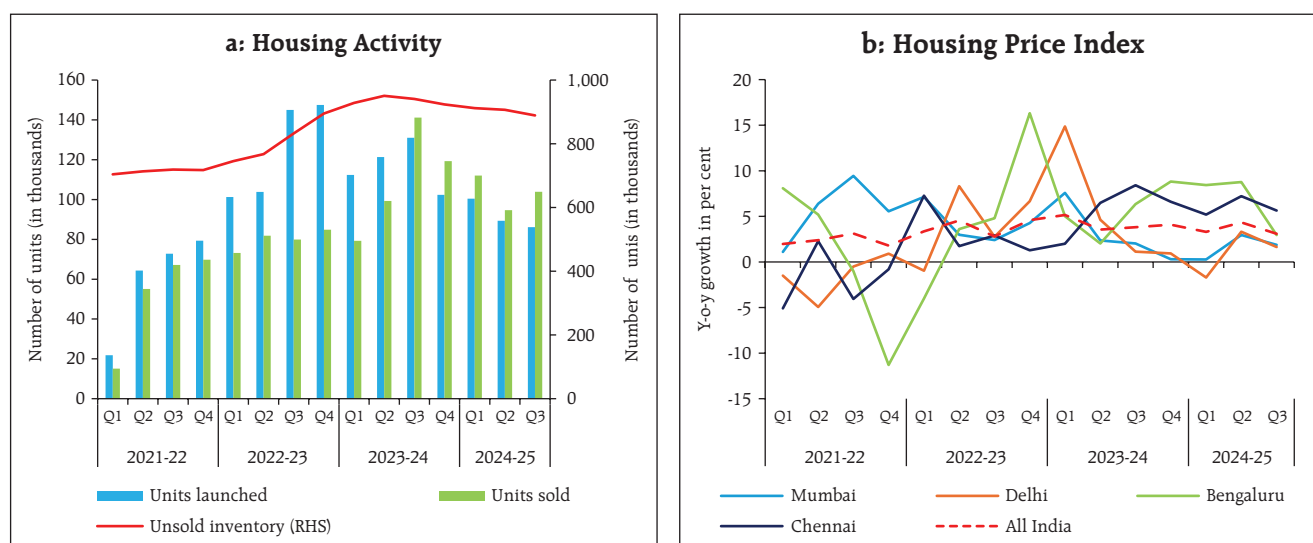 a: Housing Activity
Number of units (in thousands)
160
140
120
100
80
60
40
20
0
1,000
800
600
400
200
0
Number of unis (in thousands)
Q1 Q2 Q3 Q4 Q1 Q2 Q3 Q4 Q1 Q2 Q3 Q4 Q1 Q2 Q3
2021-22 2022-23 2023-24 2024-25
Units launched Units sold
Unsold inventory (RHS)
b: Housing Price Index
Y-o-y growth in per cent
20
15
10
5
0
-5
-10
-15
Q1 Q2 Q3 Q4 Q1 Q2 Q3 Q4 Q1 Q2 Q3 Q4 Q1 Q2 Q3
2021-22 2022-23 2023-24 2024-25
Mumbai Delhi Bengaluru
Chennai All India